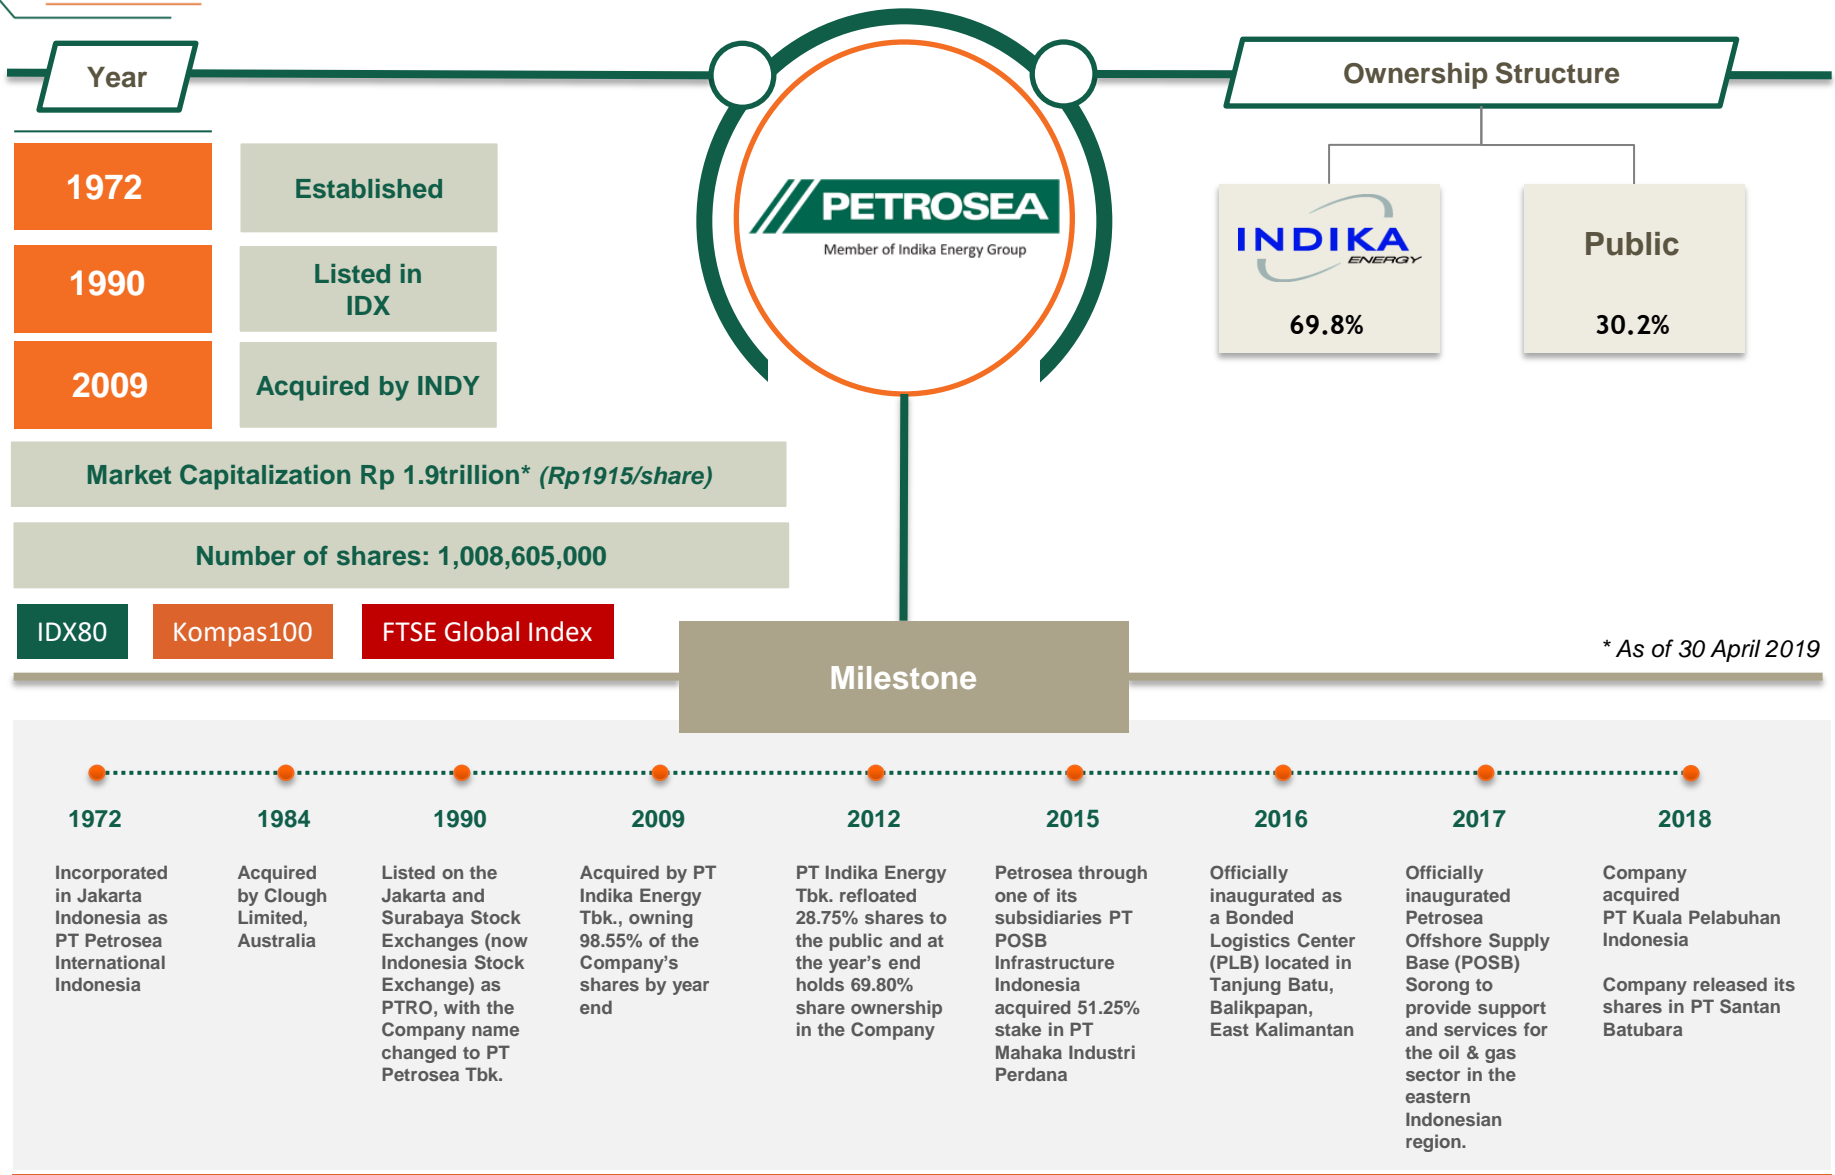 Year
1972
Established
1990
Listed in
IDX
2009
Acquired by INDY
Market Capitalization Rp 1.9trillion* (Rp1915/share)
Number of shares: 1,008,605,000
IDX80
Kompas100
FTSE Global Index
PETROSEA
Member of Indika Energy Group
Ownership Structure
INDIKA
ENERGY
69.8%
Public
30.2%
* As of 30 April 2019
Milestone
1972
Incorporated
in Jakarta
Indonesia as
PT Petrosea
International
Indonesia
1984
Acquired
by Clough
Limited,
Australia
1990
Listed on the
Jakarta and
Surabaya Stock
Exchanges (now
Indonesia Stock
Exchange) as
PTRO, with the
Company name
changed to PT
Petrosea Tbk.
2009
Acquired by PT
Indika Energy
Tbk., owning
98.55% of the
Company's
shares by year
end
2012
PT Indika Energy
Tbk. refloated
28.75% shares to
the public and at
the year's end
holds 69.80%
share ownership
in the Company
2015
Petrosea through
one of its
subsidiaries PT
POSB
Infrastructure
Indonesia
acquired 51.25%
stake in PT
Mahaka Industri
Perdana
2016
Officially
inaugurated as
a Bonded
Logistics Center
(PLB) located in
Tanjung Batu,
Balikpapan,
East Kalimantan
2017
Officially
inaugurated
Petrosea
Offshore Supply
Base (POSB)
Sorong to
provide support
and services for
the oil & gas
sector in the
eastern
Indonesian
region.
2018
Company
acquired
PT Kuala Pelabuhan
Indonesia
Company released its
shares in PT Santan
Batubara